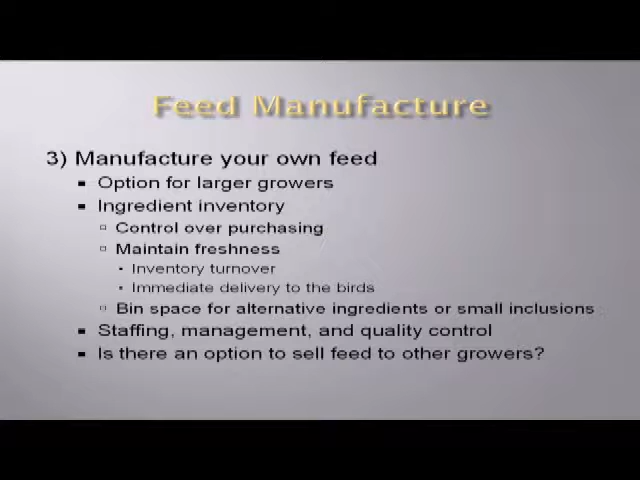 Feed Manufacture
3) Manufacture your own feed
▪ Option for larger growers
▪ Ingredient inventory
▫ Control over purchasing
▫ Maintain freshness
• Inventory turnover
• Immediate delivery to the birds
▫ Bin space for alternative ingredients or small inclusions
▪ Staffing, management, and quality control
▪ Is there an option to sell feed to other growers?